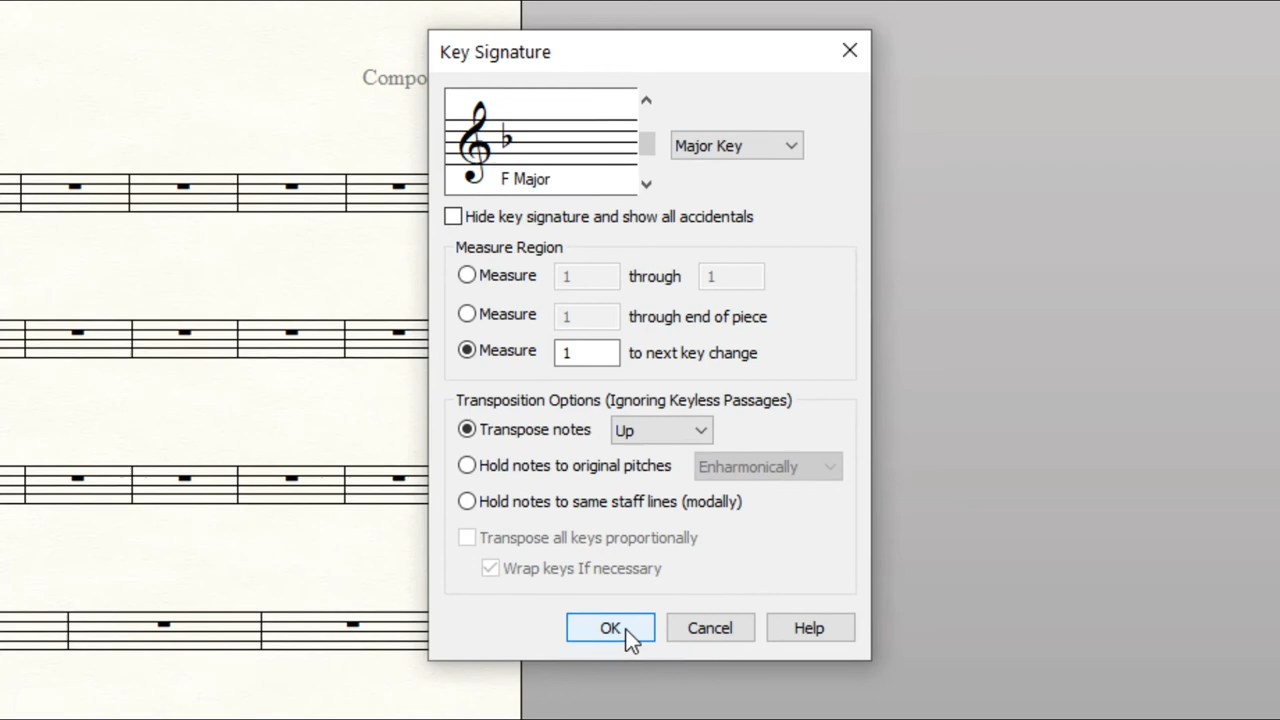 Key Signature
Compo
Major Key
F Major
Hide key signature and show all accidentals
Measure Region
Measure 1 through 1
Measure 1 through end of piece
Measure 1 to next key change
Transposition Options (Ignoring Keyless Passages)
Transpose notes Up
Hold notes to original pitches Enharmonically
Hold notes to same staff lines (modally)
Transpose all keys proportionally
Wrap keys If necessary
OK Cancel Help